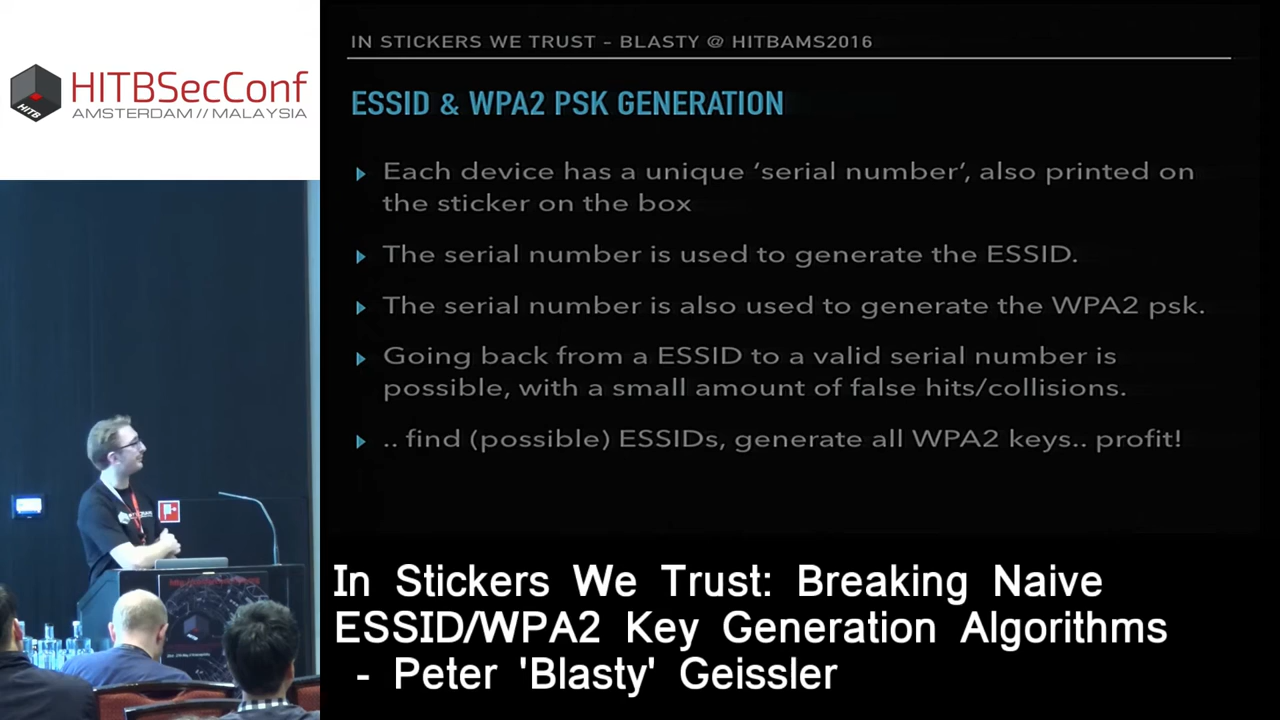 HITBSecConf
AMSTERDAM // MALAYSIA
HITB
IN STICKERS WE TRUST - BLASTY @ HITBAMS2016
ESSID & WPA2 PSK GENERATION
Each device has a unique ‘serial number’, also printed on
the sticker on the box
The serial number is used to generate the ESSID.
The serial number is also used to generate the WPA2 psk.
Going back from a ESSID to a valid serial number is
possible, with a small amount of false hits/collisions.
.. find (possible) ESSIDs, generate all WPA2 keys.. profit!
In Stickers We Trust: Breaking Naive
ESSID/WPA2 Key Generation Algorithms
- Peter 'Blasty' Geissler